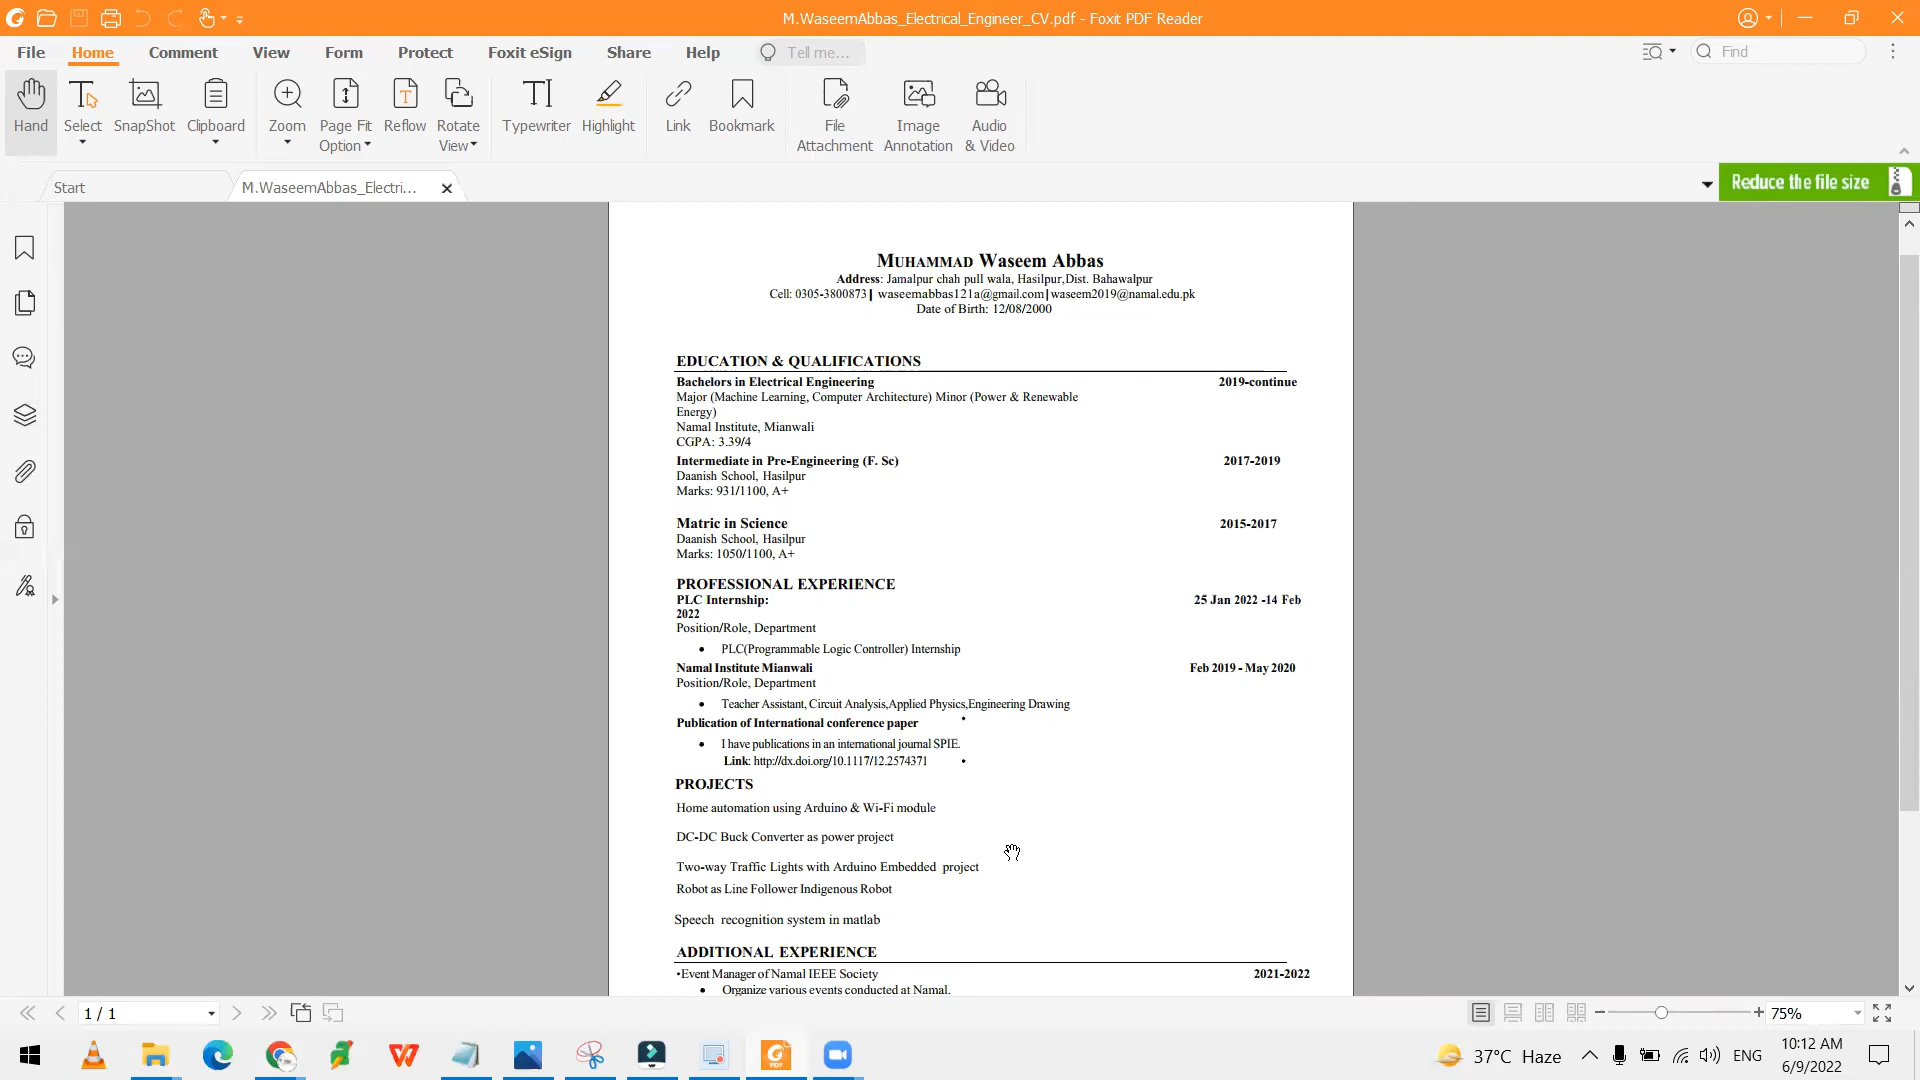 M.WaseemAbbas_Electrical_Engineer_CV.pdf - Foxit PDF Reader
File Home Comment View Form Protect Foxit eSign Share Help Tell me... Find
Hand Select SnapShot Clipboard Zoom Page Fit Option Reflow Rotate View Typewriter Highlight Link Bookmark File Attachment Image Annotation Audio & Video
Start M.WaseemAbbas_Electri... Reduce the file size
MUHAMMAD Waseem Abbas
Address: Jamalpur chah pull wala, Hasilpur,Dist. Bahawalpur
Cell: 0305-3800873| waseemabbas121a@gmail.com|waseem2019@namal.edu.pk
Date of Birth: 12/08/2000
EDUCATION & QUALIFICATIONS
Bachelors in Electrical Engineering 2019-continue
Major (Machine Learning, Computer Architecture) Minor (Power & Renewable
Energy)
Namal Institute, Mianwali
CGPA: 3.39/4
Intermediate in Pre-Engineering (F. Sc) 2017-2019
Daanish School, Hasilpur
Marks: 931/1100, A+
Matric in Science 2015-2017
Daanish School, Hasilpur
Marks: 1050/1100, A+
PROFESSIONAL EXPERIENCE
PLC Internship: 25 Jan 2022 -14 Feb
2022
Position/Role, Department
• PLC(Programmable Logic Controller) Internship
Namal Institute Mianwali Feb 2019 - May 2020
Position/Role, Department
• Teacher Assistant, Circuit Analysis,Applied Physics,Engineering Drawing
Publication of International conference paper
• I have publications in an international journal SPIE.
Link: http://dx.doi.org/10.1117/12.2574371
PROJECTS
Home automation using Arduino & Wi-Fi module
DC-DC Buck Converter as power project
Two-way Traffic Lights with Arduino Embedded project
Robot as Line Follower Indigenous Robot
Speech recognition system in matlab
ADDITIONAL EXPERIENCE
•Event Manager of Namal IEEE Society 2021-2022
• Organize various events conducted at Namal.
1 / 1 75%
37°C Haze ENG 10:12 AM
6/9/2022